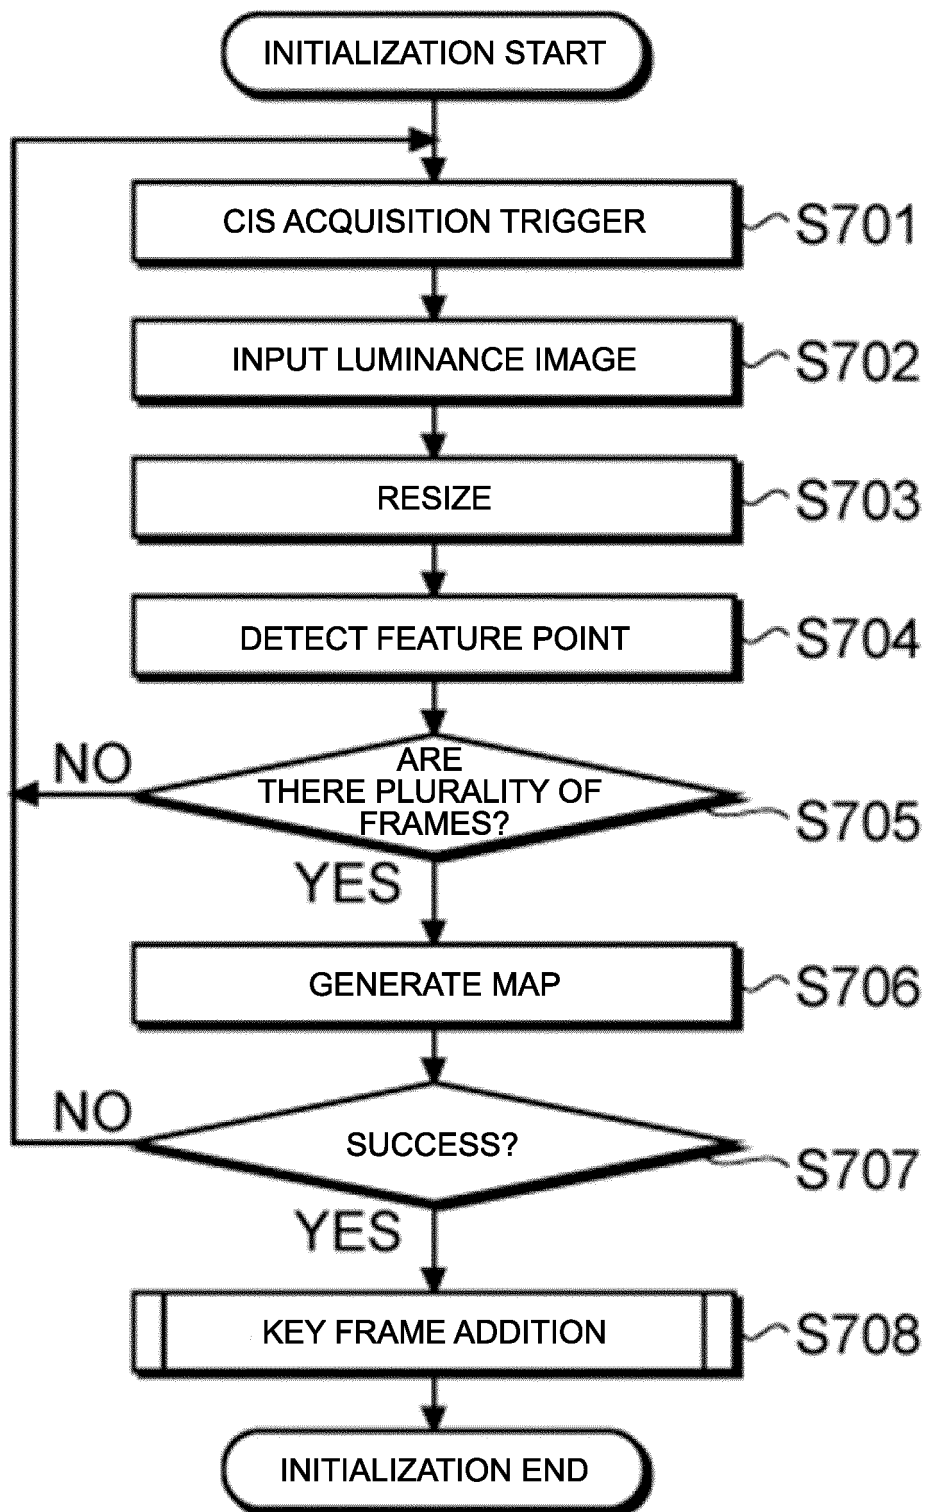 INITIALIZATION START
CIS ACQUISITION TRIGGER
S701
INPUT LUMINANCE IMAGE
S702
RESIZE
S703
DETECT FEATURE POINT
S704
NO
ARE
THERE PLURALITY OF
FRAMES?
S705
YES
GENERATE MAP
S706
NO
SUCCESS?
S707
YES
KEY FRAME ADDITION
S708
INITIALIZATION END